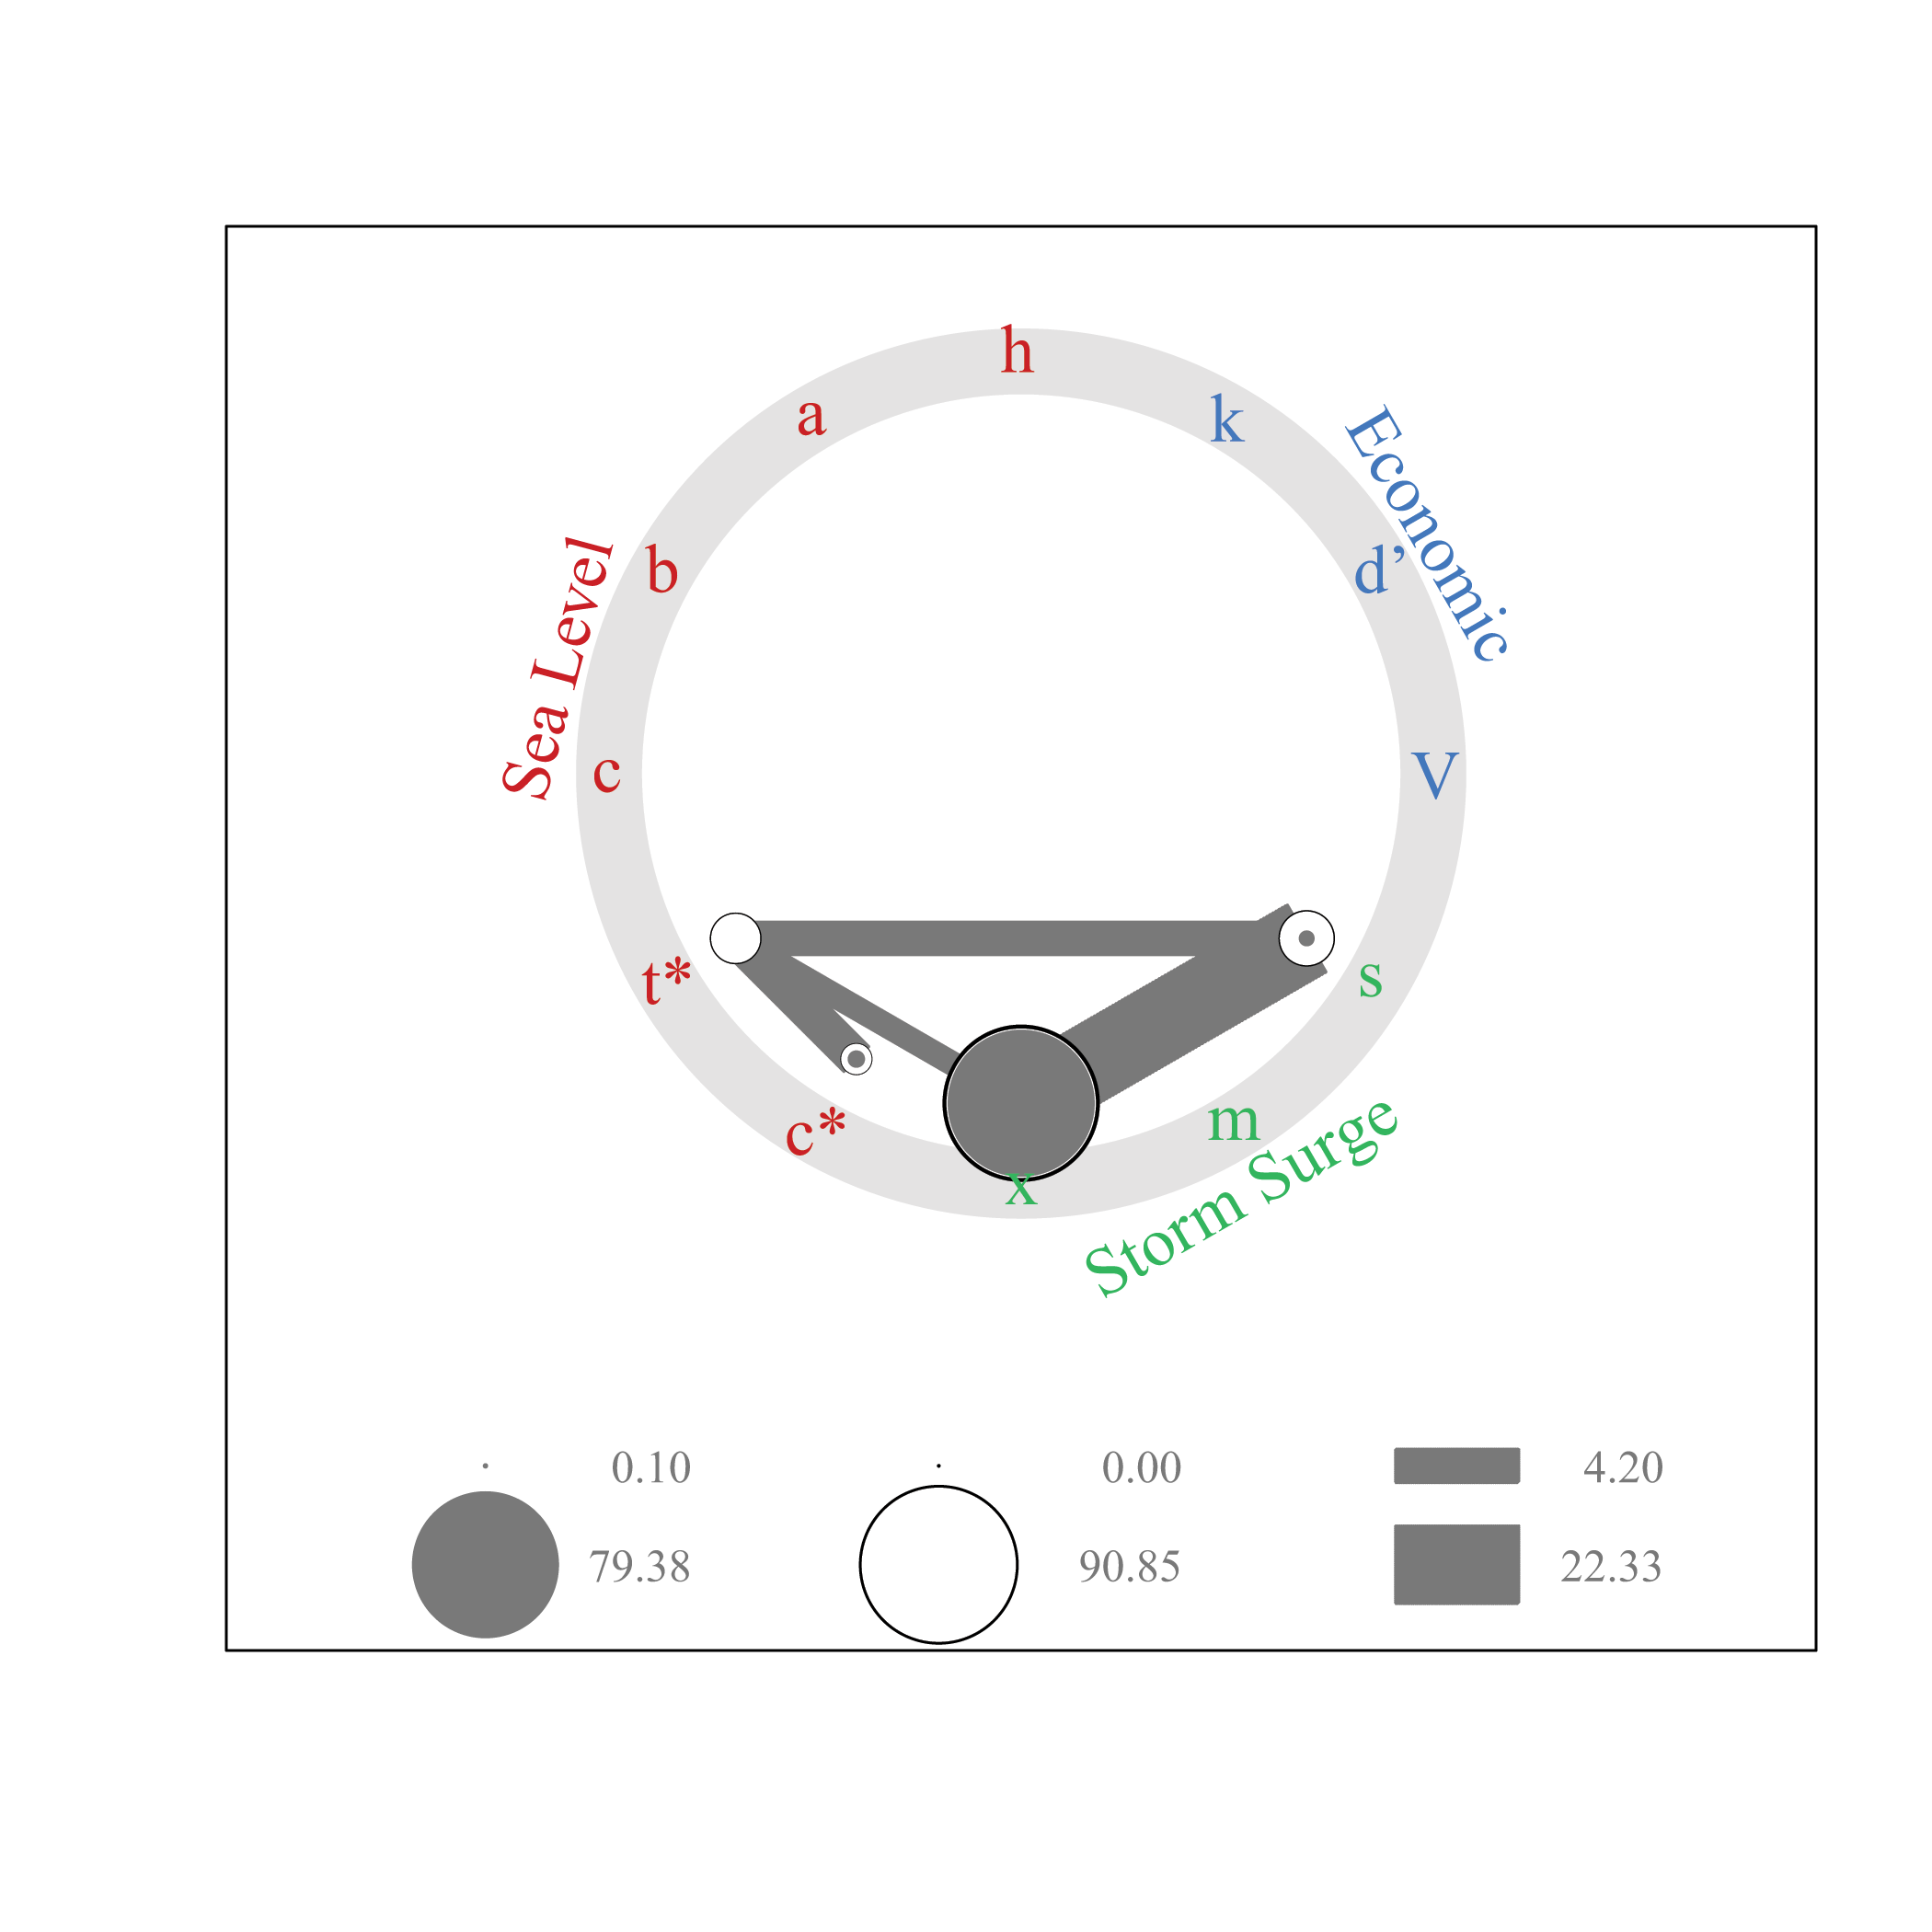 h
a
k
Economic
b
d’
Sea Level
c
V
t*
s
c*
m
x
Storm Surge
0.10
0.00
4.20
79.38
90.85
22.33